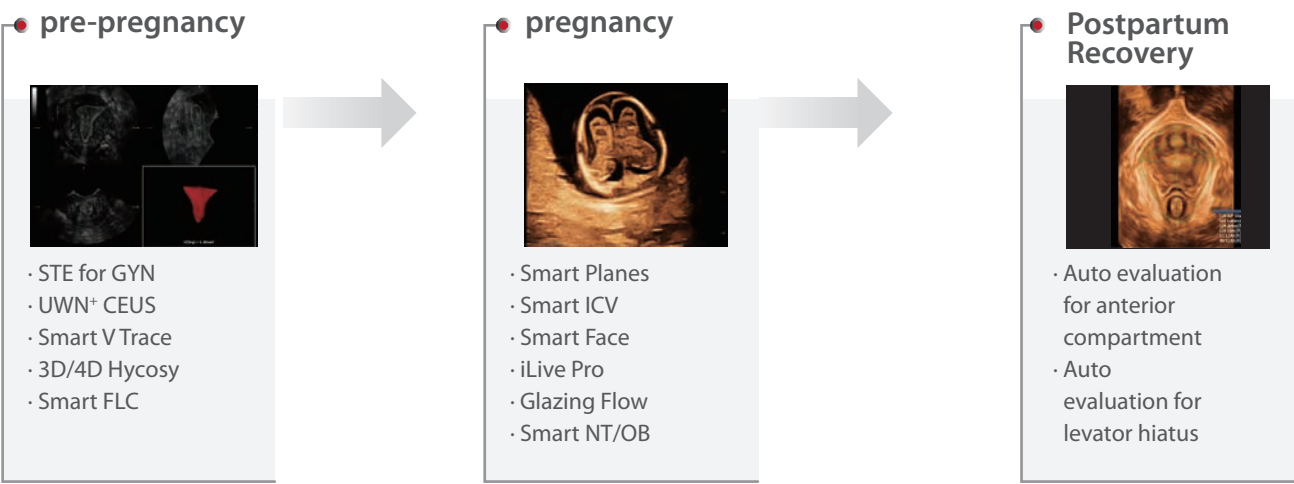 pre-pregnancy
· STE for GYN
· UWN+ CEUS
· Smart V Trace
· 3D/4D Hycosy
· Smart FLC
pregnancy
· Smart Planes
· Smart ICV
· Smart Face
· iLive Pro
· Glazing Flow
· Smart NT/OB
Postpartum
Recovery
· Auto evaluation
for anterior
compartment
· Auto
evaluation for
levator hiatus